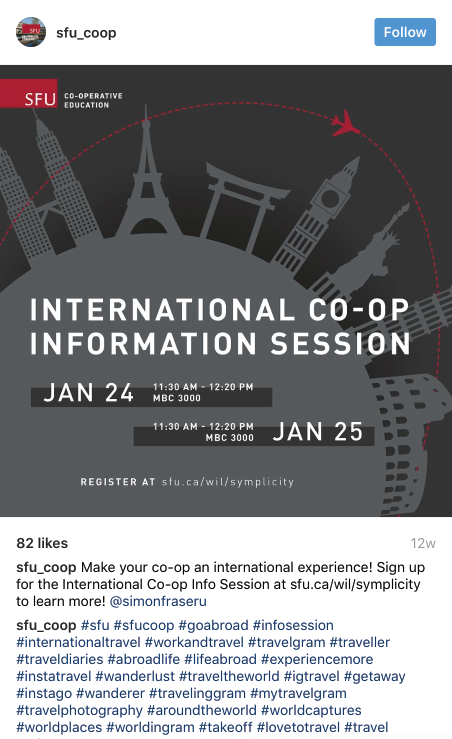 sfu_coop
Follow
SFU
CO-OPERATIVE
EDUCATION
INTERNATIONAL CO-OP
INFORMATION SESSION
JAN 24
11:30 AM - 12:20 PM
MBC 3000
11:30 AM - 12:20 PM
MBC 3000
JAN 25
REGISTER AT sfu.ca/wil/symplicity
82 likes
12w
sfu_coop Make your co-op an international experience! Sign up
for the International Co-op Info Session at sfu.ca/wil/symplicity
to learn more! @simonfraseru
sfu_coop #sfu #sfucoop #goabroad #infosession
#internationaltravel #workandtravel #travelgram #traveller
#traveldiaries #abroadlife #lifeabroad #experiencemore
#instatravel #wanderlust #traveltheworld #igtravel #getaway
#instago #wanderer #travelinggram #mytravelgram
#travelphotography #aroundtheworld #worldcaptures
#worldplaces #worldingram #takeoff #lovetotravel #travel